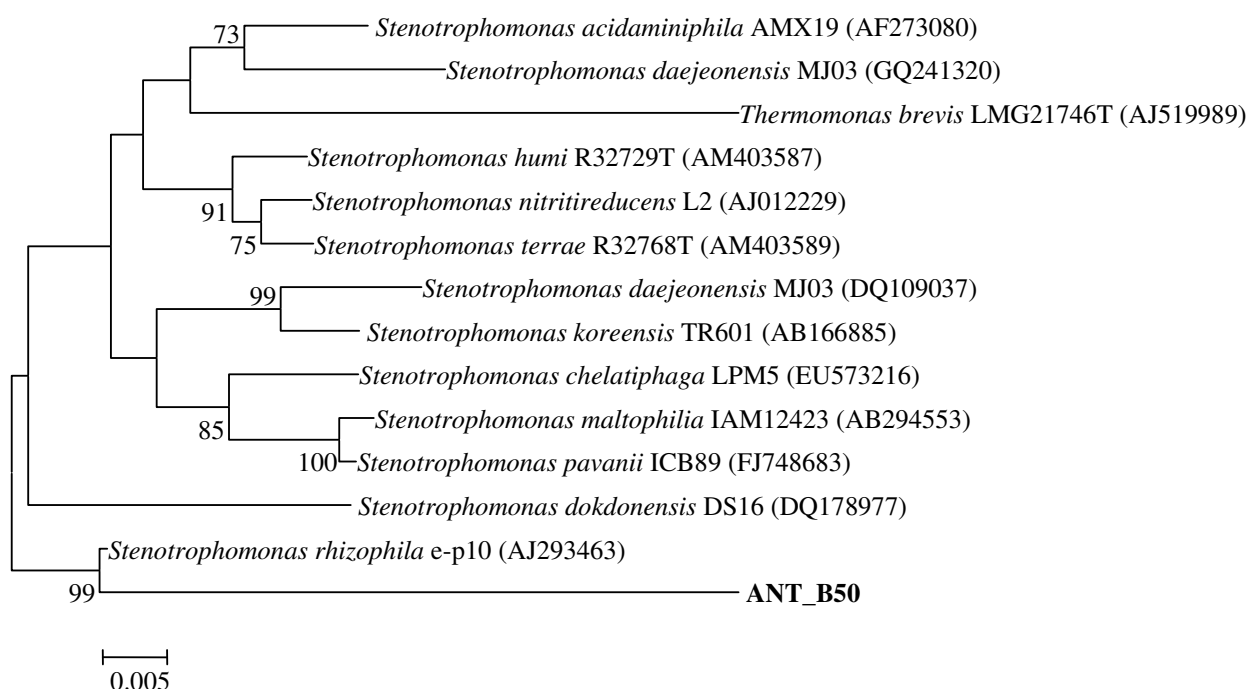 73
Stenotrophomonas acidaminiphila AMX19 (AF273080)
Stenotrophomonas daejeonensis MJ03 (GQ241320)
Thermomonas brevis LMG21746T (AJ519989)
Stenotrophomonas humi R32729T (AM403587)
91
Stenotrophomonas nitritireducens L2 (AJ012229)
75
Stenotrophomonas terrae R32768T (AM403589)
99
Stenotrophomonas daejeonensis MJ03 (DQ109037)
Stenotrophomonas koreensis TR601 (AB166885)
Stenotrophomonas chelatiphaga LPM5 (EU573216)
85
Stenotrophomonas maltophilia IAM12423 (AB294553)
100
Stenotrophomonas pavanii ICB89 (FJ748683)
Stenotrophomonas dokdonensis DS16 (DQ178977)
Stenotrophomonas rhizophila e-p10 (AJ293463)
99
ANT_B50
0.005